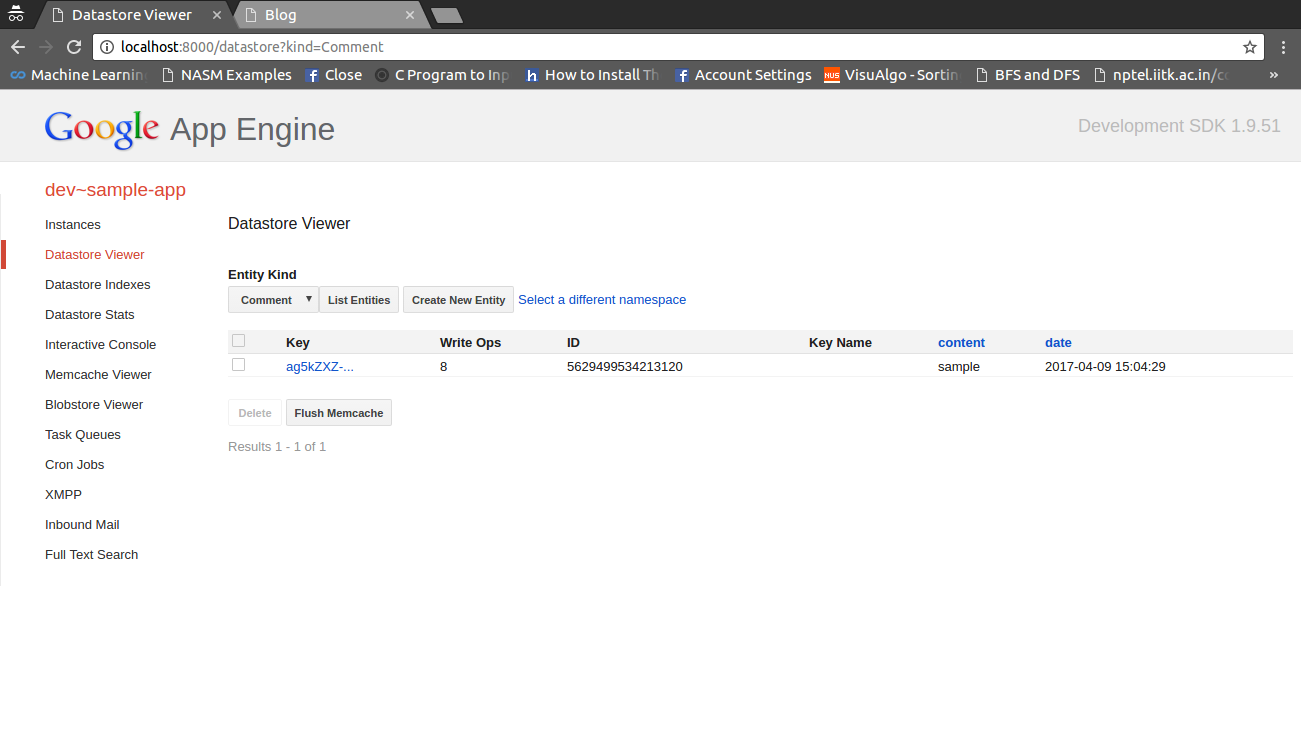 Datastore Viewer Blog
localhost:8000/datastore?kind=Comment
Machine Learnin NASM Examples Close C Program to Inp How to Install Th Account Settings NUS VisuAlgo - Sortin BFS and DFS nptel.iitk.ac.in/co »
Google App Engine Development SDK 1.9.51
dev~sample-app
Instances
Datastore Viewer
Datastore Indexes
Datastore Stats
Interactive Console
Memcache Viewer
Blobstore Viewer
Task Queues
Cron Jobs
XMPP
Inbound Mail
Full Text Search
Datastore Viewer
Entity Kind
Comment List Entities Create New Entity Select a different namespace
Key Write Ops ID Key Name content date
ag5kZXZ-... 8 5629499534213120 sample 2017-04-09 15:04:29
Delete Flush Memcache
Results 1 - 1 of 1